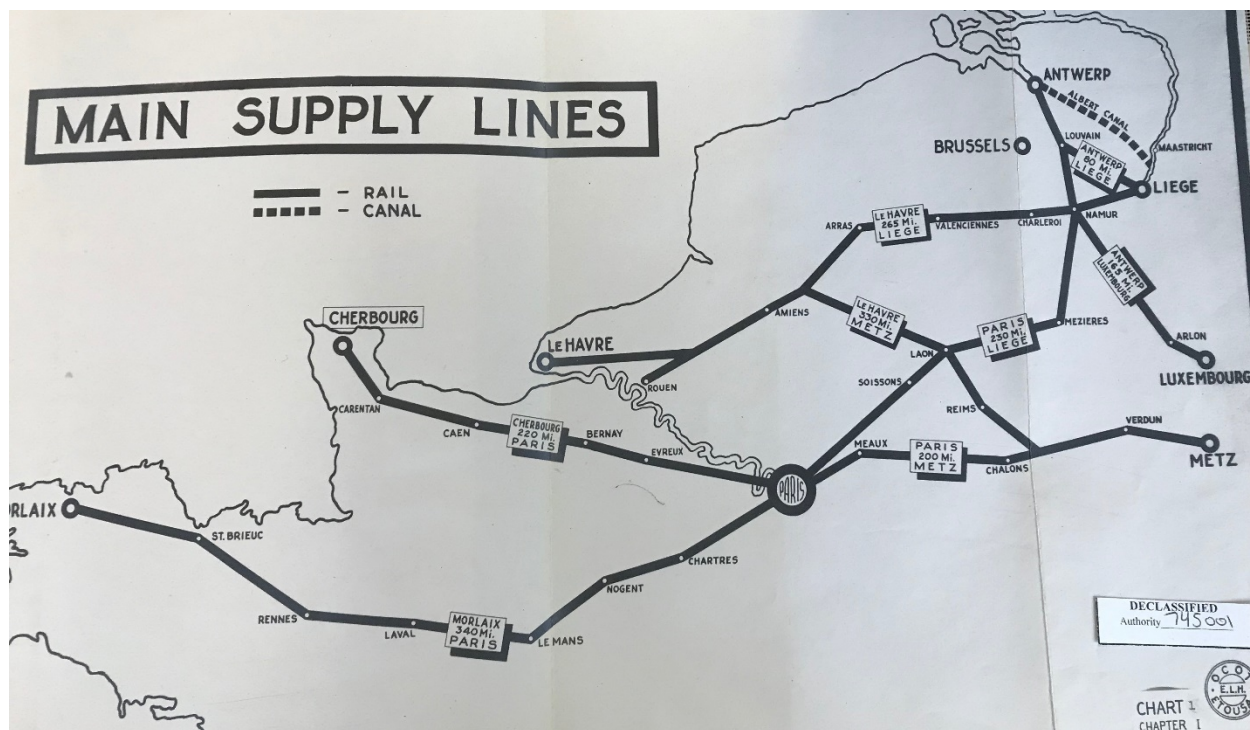 MAIN SUPPLY LINES
— RAIL
— CANAL
ANTWERP
ALBERT CANAL
BRUSSELS
LOUVAIN
MAASTRICHT
ANTWERP
80 Mi.
LIEGE
LIEGE
ARRAS
LE HAVRE
265 Mi.
LIEGE
VALENCIENNES
CHARLEROI
NAMUR
ANTWERP
165 Mi.
LUXEMBOURG
CHERBOURG
LE HAVRE
AMIENS
LE HAVRE
330 Mi.
METZ
PARIS
230 Mi.
LIEGE
MEZIERES
ARLON
LAON
LUXEMBOURG
ROUEN
SOISSONS
CARENTAN
REIMS
CAEN
CHERBOURG
220 Mi.
PARIS
BERNAY
EVREUX
MEAUX
PARIS
200 Mi.
METZ
CHALONS
VERDUN
METZ
PARIS
ORLAIX
ST. BRIEUC
CHARTRES
NOGENT
RENNES
LAVAL
MORLAIX
340 Mi.
PARIS
LE MANS
DECLASSIFIED
Authority 745001
E.L.H.
ETOUS
CHART 1
CHAPTER I